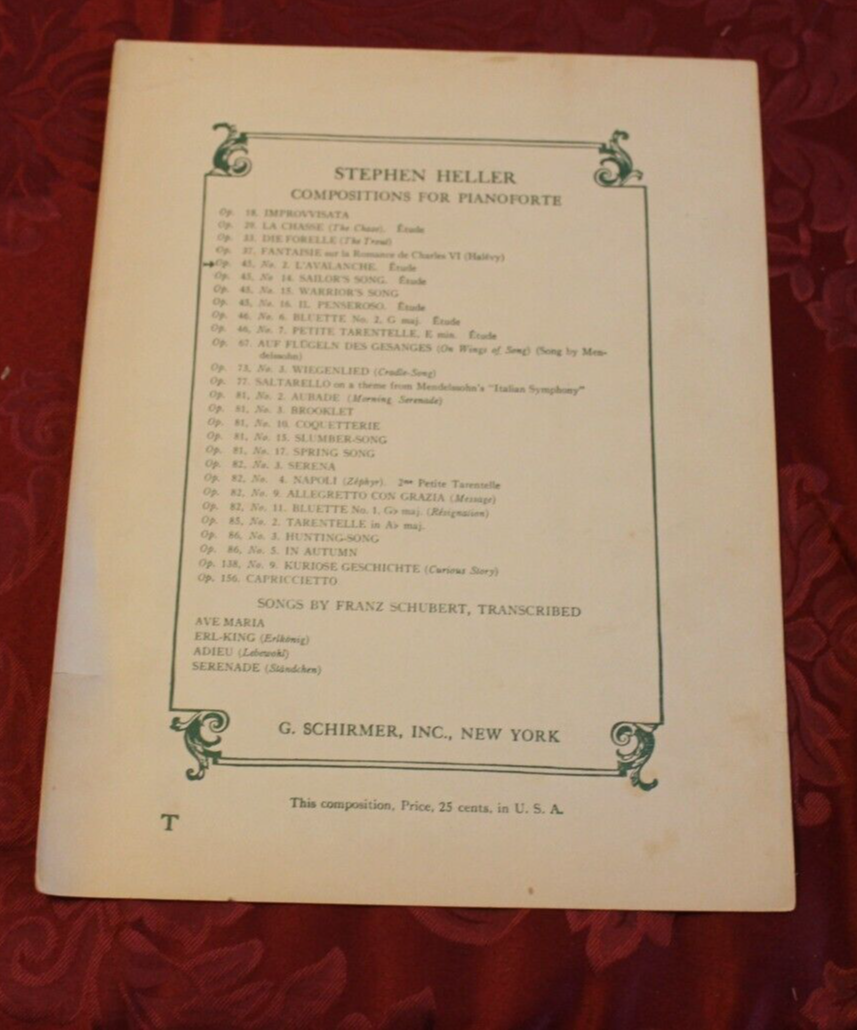 STEPHEN HELLER
COMPOSITIONS FOR PIANOFORTE
Op. 18. IMPROVVISATA
Op. 29. LA CHASSE (The Chase). Étude
Op. 33. DIE FORELLE (The Trout)
Op. 37. FANTAISIE sur la Romance de Charles VI (Halévy)
→Op. 45, No. 2. L'AVALANCHE. Étude
Op. 45, No 14. SAILOR'S SONG. Étude
Op. 45, No. 15. WARRIOR'S SONG
Op. 45, No. 16. IL PENSEROSO. Étude
Op. 46, No. 6. BLUETTE No. 2, G maj. Étude
Op. 46, No. 7. PETITE TARENTELLE, E min. Étude
Op. 67. AUF FLÜGELN DES GESANGES (On Wings of Song) (Song by Men-
delssohn)
Op. 73, No. 3. WIEGENLIED (Cradle-Song)
Op. 77. SALTARELLO on a theme from Mendelssohn's "Italian Symphony"
Op. 81, No. 2. AUBADE (Morning Serenade)
Op. 81, No. 3. BROOKLET
Op. 81, No. 10. COQUETTERIE
Op. 81, No. 15. SLUMBER-SONG
Op. 81, No. 17. SPRING SONG
Op. 82, No. 3. SERENA
Op. 82, No. 4. NAPOLI (Zéphyr). 2me Petite Tarentelle
Op. 82, No. 9. ALLEGRETTO CON GRAZIA (Message)
Op. 82, No. 11. BLUETTE No. 1, G♭ maj. (Résignation)
Op. 85, No. 2. TARENTELLE in A♭ maj.
Op. 86, No. 3. HUNTING-SONG
Op. 86, No. 5. IN AUTUMN
Op. 138, No. 9. KURIOSE GESCHICHTE (Curious Story)
Op. 156. CAPRICCIETTO
SONGS BY FRANZ SCHUBERT, TRANSCRIBED
AVE MARIA
ERL-KING (Erlkönig)
ADIEU (Lebewohl)
SERENADE (Ständchen)
G. SCHIRMER, INC., NEW YORK
This composition, Price, 25 cents, in U. S. A.
T